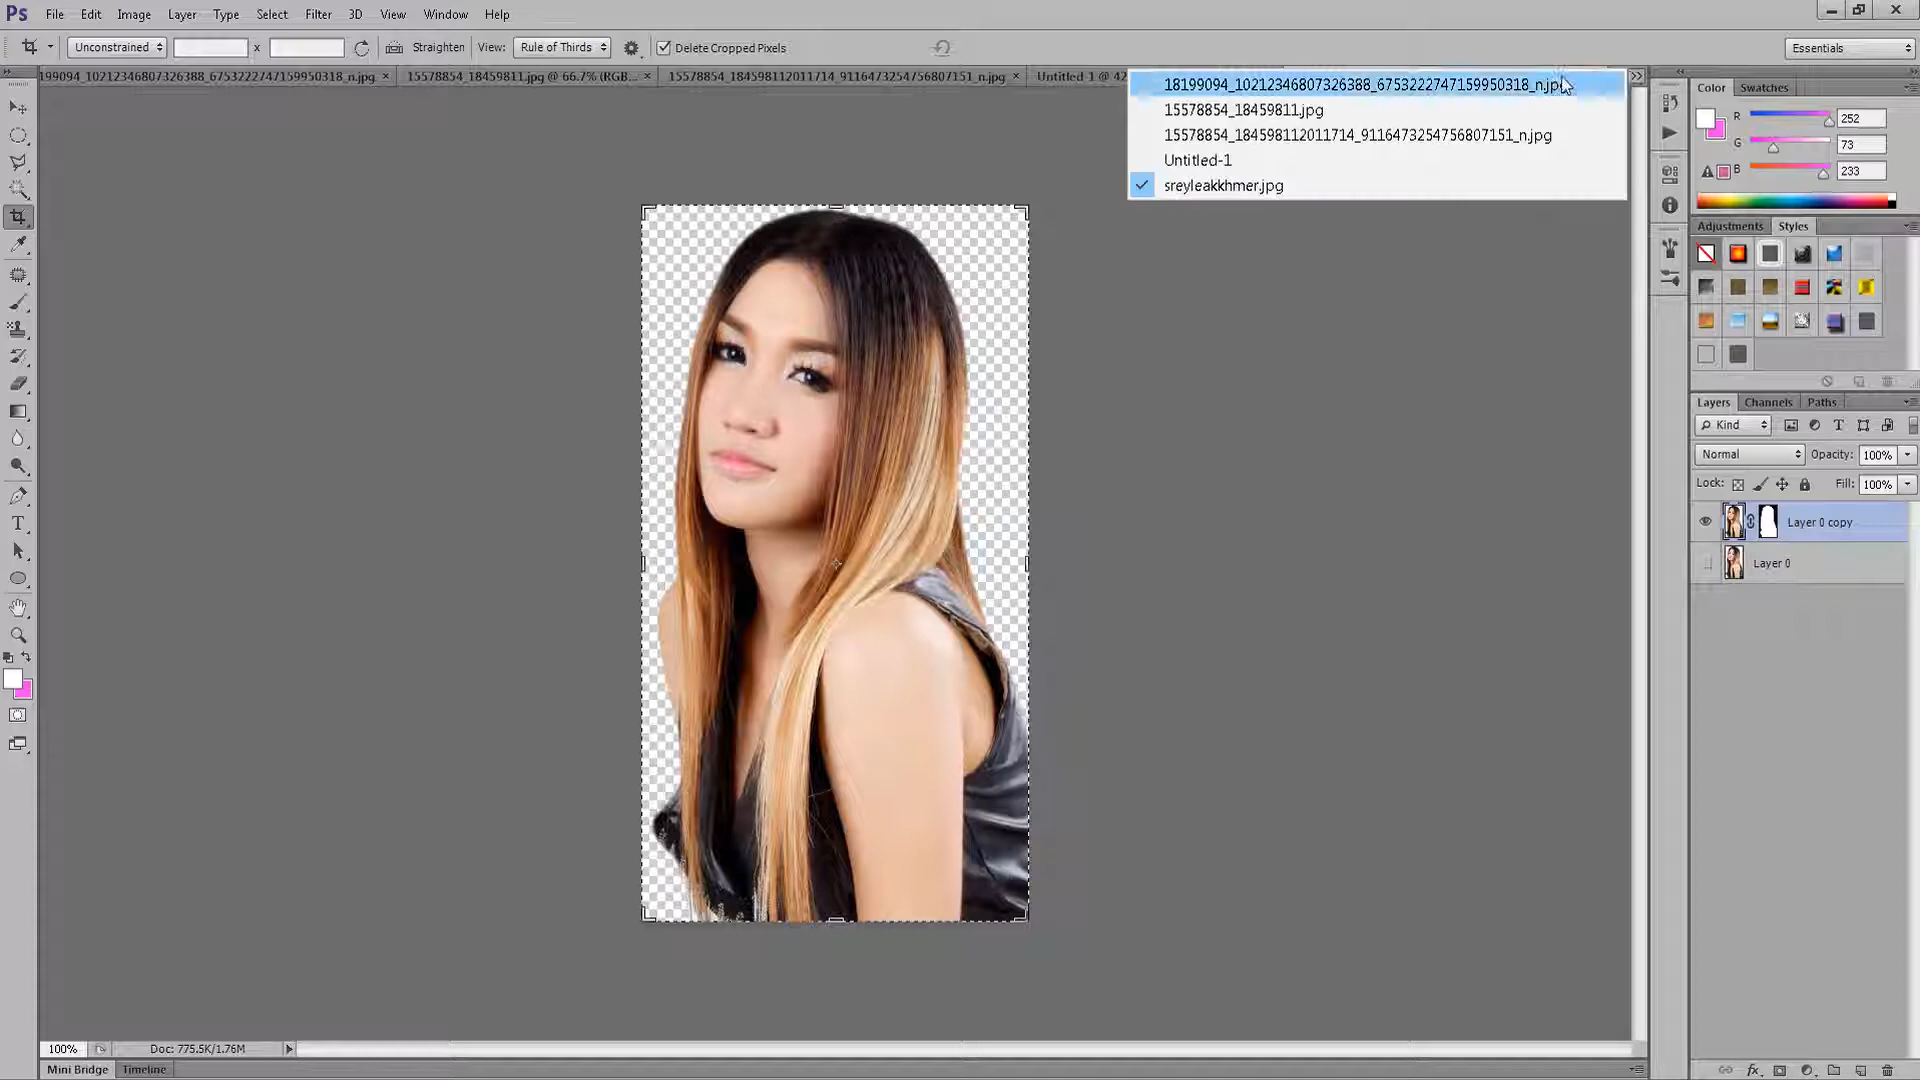 Ps File Edit Image Layer Type Select Filter 3D View Window Help
Unconstrained x Straighten View: Rule of Thirds Delete Cropped Pixels Essentials
199094_10212346807326388_6753222747159950318_n.jpg × 15578854_18459811.jpg @ 66.7% (RGB... × 15578854_184598112011714_9116473254756807151_n.jpg × Untitled-1 @ 42
18199094_10212346807326388_6753222747159950318_n.jpg
15578854_18459811.jpg
15578854_184598112011714_9116473254756807151_n.jpg
Untitled-1
sreyleakkhmer.jpg
Color Swatches
R 252
G 73
B 233
Adjustments Styles
Layers Channels Paths
Kind
Normal Opacity: 100%
Lock: Fill: 100%
Layer 0 copy
Layer 0
100% Doc: 775.5K/1.76M
Mini Bridge Timeline